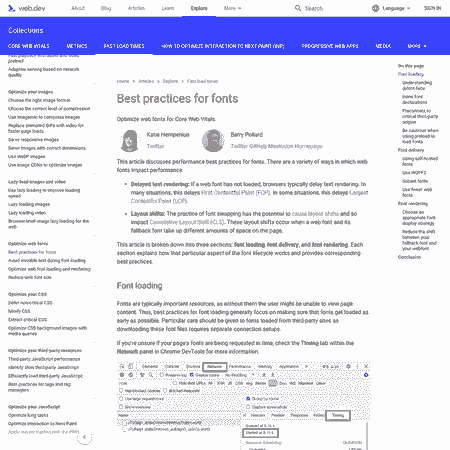 web.dev
About
Blog
Articles
Learn
Explore
More
Search
Language
SIGN IN
Collections
CORE WEB VITALS
METRICS
FAST LOAD TIMES
HOW TO OPTIMIZE INTERACTION TO NEXT PAINT (INP)
PROGRESSIVE WEB APPS
MEDIA
MORE
preload
Adaptive serving based on network
quality
Optimize your images
Choose the right image format
Choose the correct level of compression
Use Imagemin to compress images
Replace animated GIFs with video for
faster page loads
Serve responsive images
Serve images with correct dimensions
Use WebP images
Use image CDNs to optimize images
Lazy-load images and video
Use lazy loading to improve loading
speed
Lazy loading images
Lazy loading video
Browser-level image lazy loading for the
web
Optimize web fonts
Best practices for fonts
Avoid invisible text during font loading
Optimize web font loading and rendering
Reduce web font size
Optimize your CSS
Defer non-critical CSS
Minify CSS
Extract critical CSS
Optimize CSS background images with
media queries
Optimize your third-party resources
Third-party JavaScript performance
Identify slow third-party JavaScript
Efficiently load third-party JavaScript
Best practices for tags and tag
managers
Optimize your JavaScript
Optimize long tasks
Optimize Interaction to Next Paint
Home > Articles > Explore > Fast load times
Best practices for fonts
Optimize web fonts for Core Web Vitals.
Katie Hempenius
Twitter
Barry Pollard
Twitter GitHub Mastodon Homepage
This article discusses performance best practices for fonts. There are a variety of ways in which web
fonts impact performance:
• Delayed text rendering: If a web font has not loaded, browsers typically delay text rendering. In
many situations, this delays First Contentful Paint (FCP). In some situations, this delays Largest
Contentful Paint (LCP).
• Layout shifts: The practice of font swapping has the potential to cause layout shifts and so
impact Cumulative Layout Shift (CLS). These layout shifts occur when a web font and its
fallback font take up different amounts of space on the page.
This article is broken down into three sections: font loading, font delivery, and font rendering. Each
section explains how that particular aspect of the font lifecycle works and provides corresponding
best practices.
Font loading
Fonts are typically important resources, as without them the user might be unable to view page
content. Thus, best practices for font loading generally focus on making sure that fonts get loaded as
early as possible. Particular care should be given to fonts loaded from third-party sites as
downloading those font files requires separate connection setups.
If you're unsure if your page's fonts are being requested in time, check the Timing tab within the
Network panel in Chrome DevTools for more information.
Elements
Console
Sources
Network
Performance
Memory
Application
Preserve log
Disable cache
No throttling
Hide data URLs
Has blocked cookies
Blocked Requests
Use large request rows
Group by frame
Show overview
Capture screenshots
Headers
Preview
Response
Initiator
Timing
On this page
Font loading
Understanding
@font-face
Inline font
declarations
Preconnect to
critical third-party
origins
Be cautious when
using preload to
load fonts
Font delivery
Using self-hosted
fonts
Use WOFF2
Subset fonts
Use fewer web
fonts
Font rendering
Choose an
appropriate font
display strategy
Reduce the shift
between your
fallback font and
your webfont
Conclusion